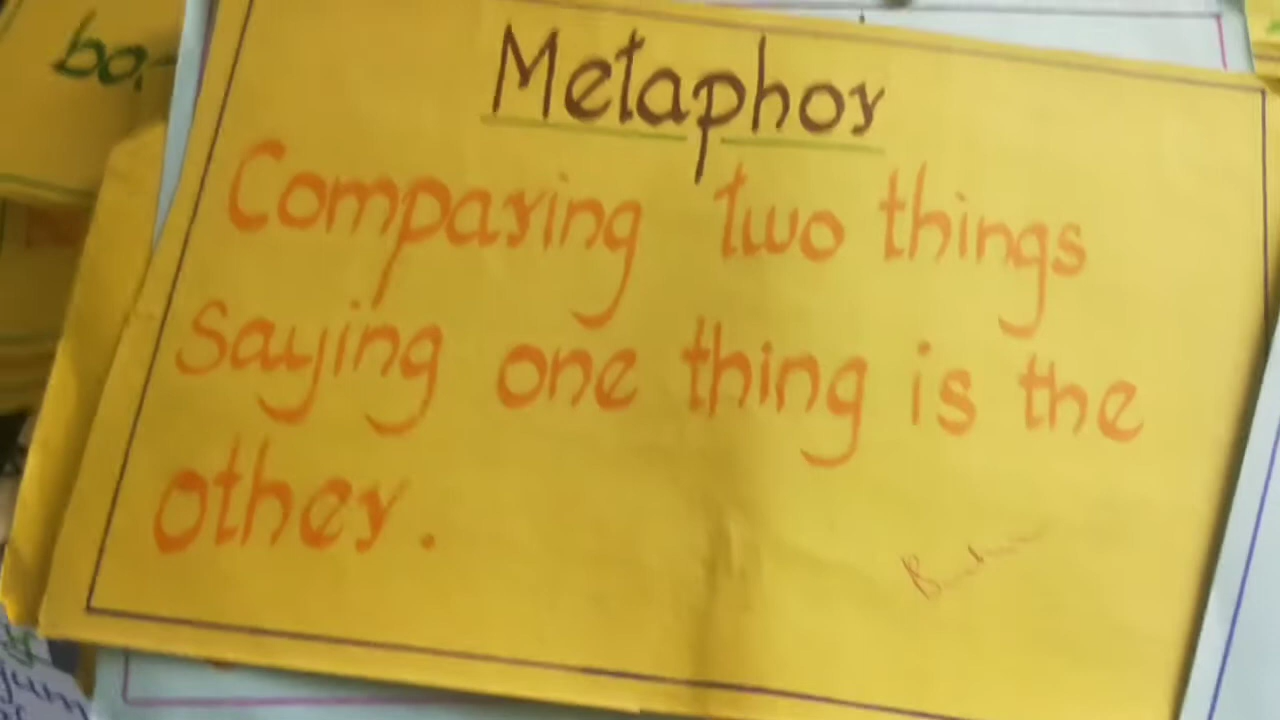 Metaphor
Comparing two things
saying one thing is the
other.